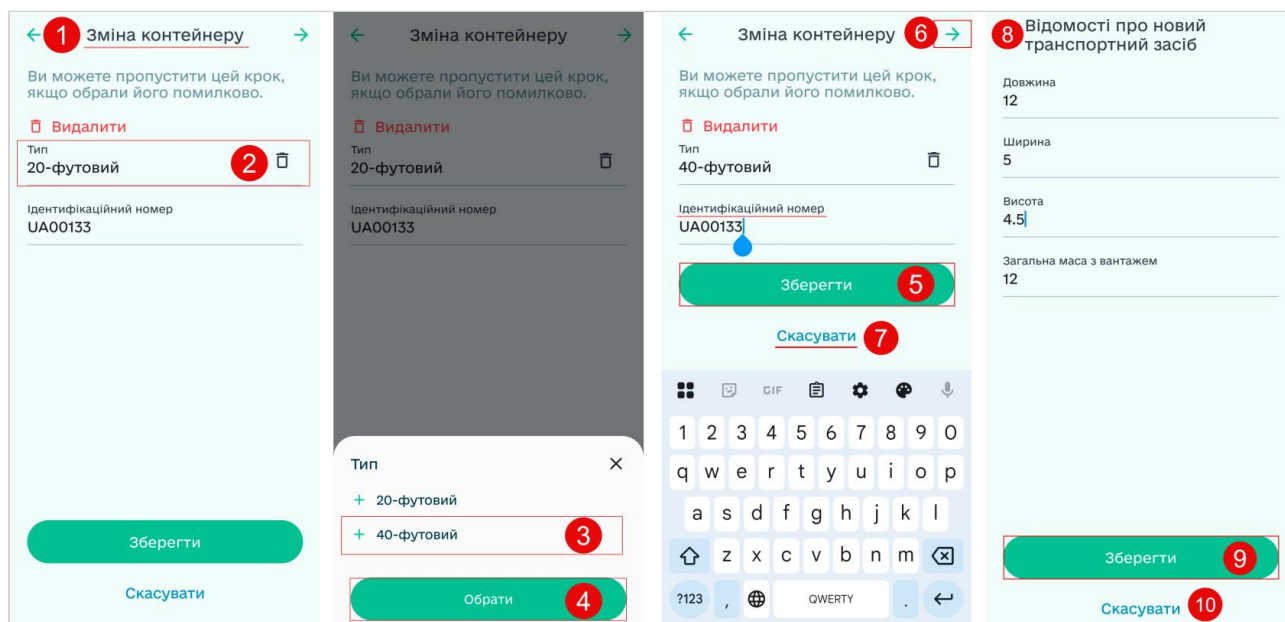 1 Зміна контейнеру
Ви можете пропустити цей крок,
якщо обрали його помилково.
Видалити
Тип
20-футовий 2
Ідентифікаційний номер
UA00133
Зберегти
Скасувати
Зміна контейнеру
Ви можете пропустити цей крок,
якщо обрали його помилково.
Видалити
Тип
20-футовий
Ідентифікаційний номер
UA00133
Тип
20-футовий
40-футовий 3
Обрати 4
Зміна контейнеру 6
Ви можете пропустити цей крок,
якщо обрали його помилково.
Видалити
Тип
40-футовий
Ідентифікаційний номер
UA00133
Зберегти 5
Скасувати 7
GIF
1 2 3 4 5 6 7 8 9 0
q w e r t y u i o p
a s d f g h j k l
z x c v b n m
?123 , QWERTY .
8 Відомості про новий
транспортний засіб
Довжина
12
Ширина
5
Висота
4.5
Загальна маса з вантажем
12
Зберегти 9
Скасувати 10